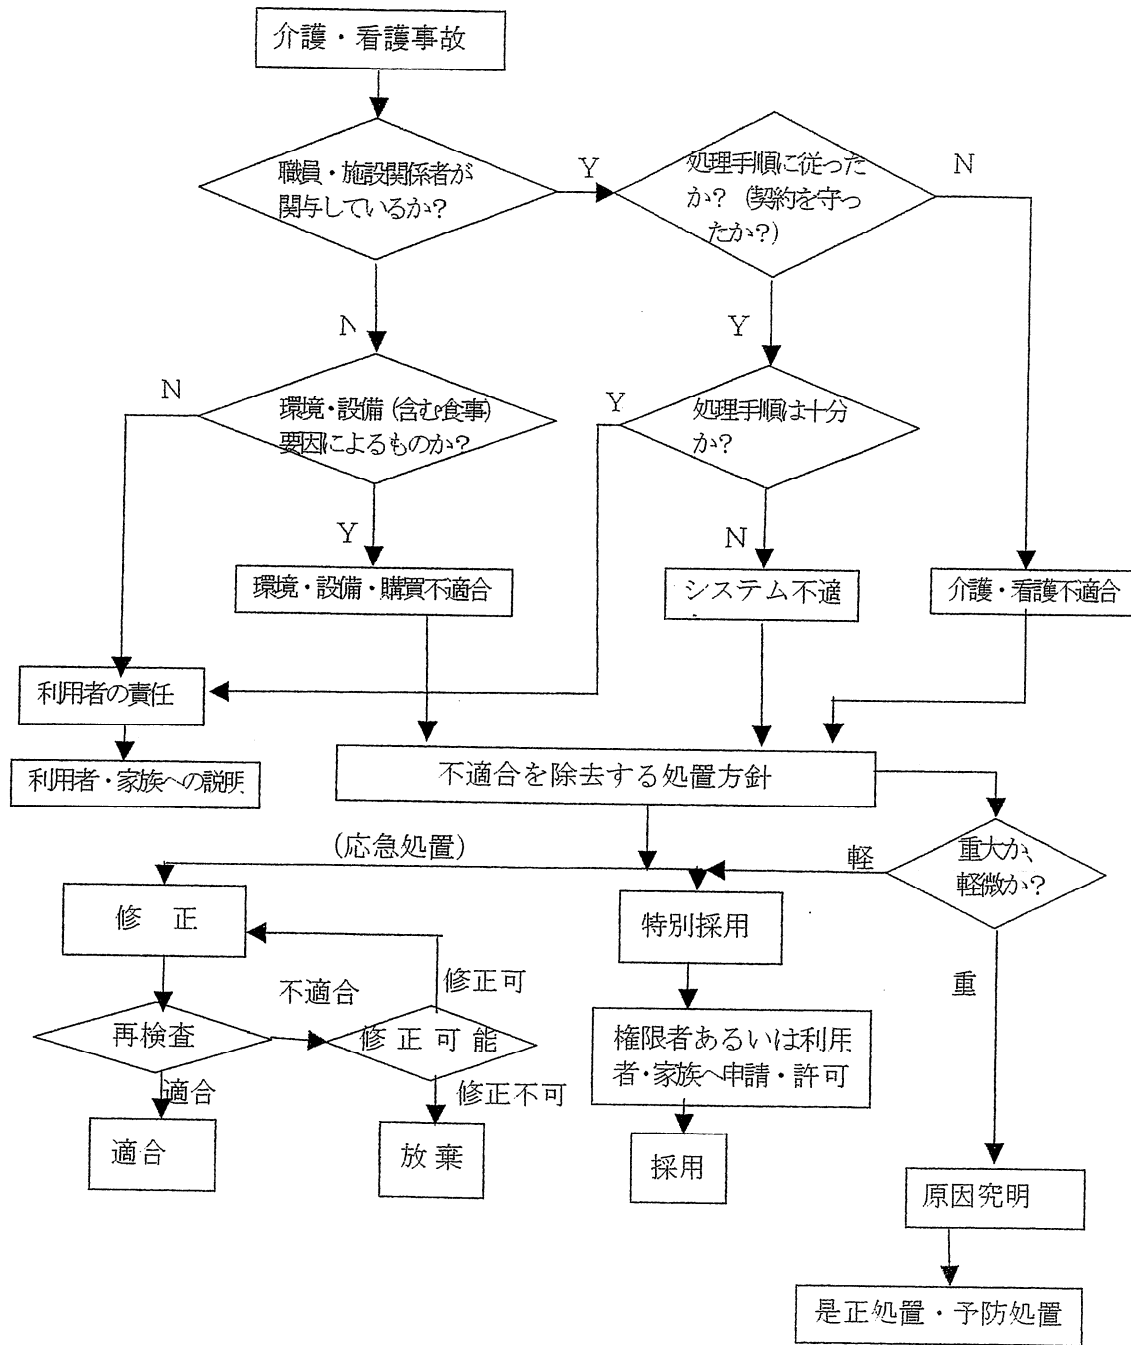 介護・看護事故
職員・施設関係者が
関与しているか?
Y
処理手順に従った
か?(契約を守っ
たか?)
N
N
Y
N
環境・設備(含む食事)
要因によるものか?
Y
処理手順は十分
か?
Y
N
環境・設備・購買不適合
システム不適
介護・看護不適合
利用者の責任
利用者・家族への説明
不適合を除去する処置方針
(応急処置)
軽
重大か、
軽微か?
修 正
特別採用
重
不適合
修正可
再検査
修正可能
権限者あるいは利用
者・家族へ申請・許可
適合
修正不可
適合
放棄
採用
原因究明
是正処置・予防処置